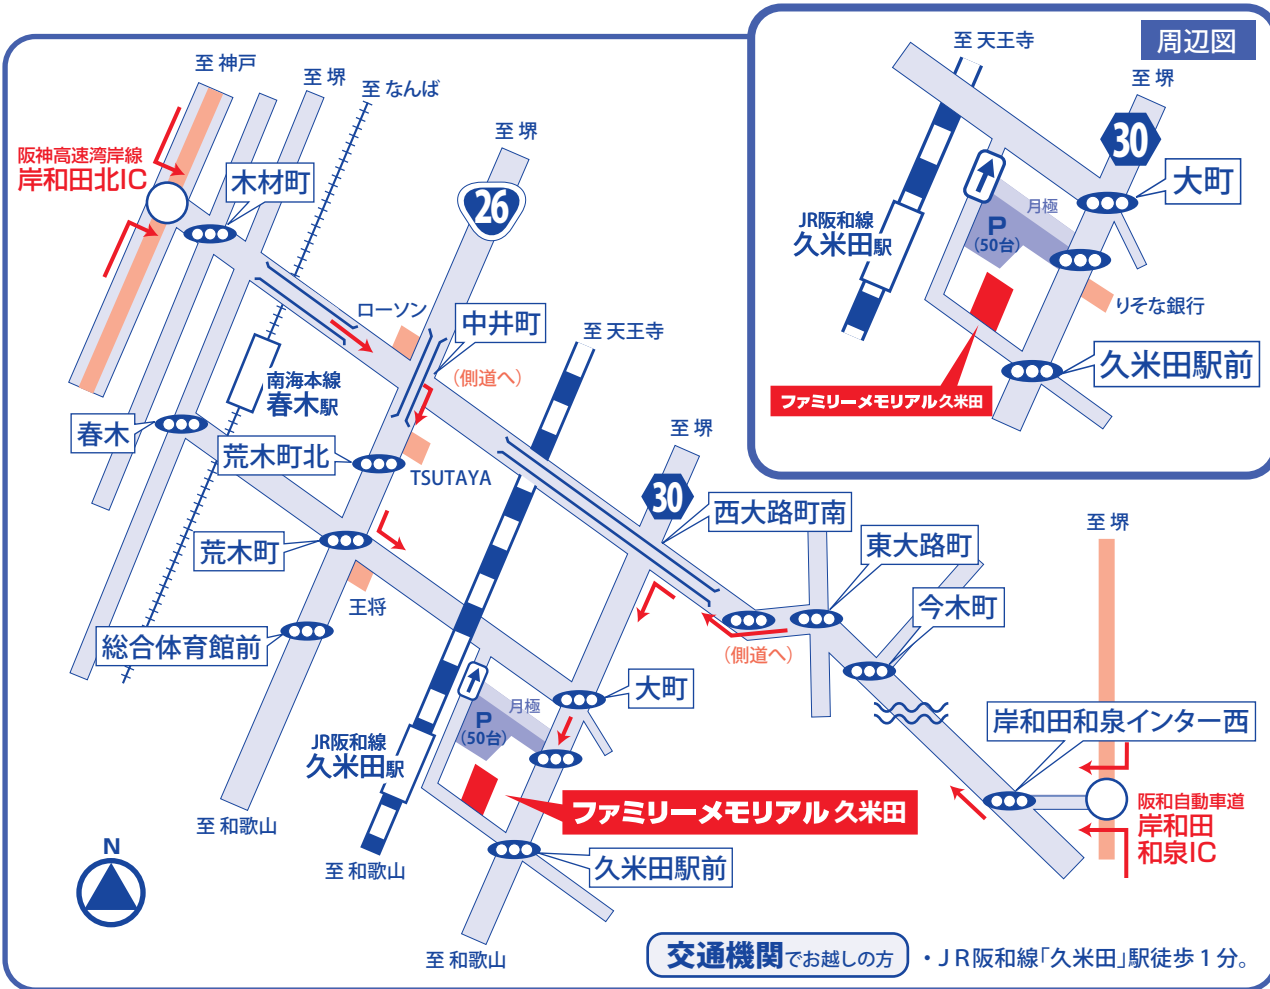 周辺図
至 天王寺
至 堺
30
大町
月極
P
(50台)
JR阪和線
久米田駅
りそな銀行
久米田駅前
ファミリーメモリアル 久米田
至 神戸
至 堺
至 なんば
至 堺
阪神高速湾岸線
岸和田北IC
木材町
26
ローソン
中井町
(側道へ)
至 天王寺
南海本線
春木駅
春木
荒木町北
TSUTAYA
至 堺
30
西大路町南
東大路町
至 堺
荒木町
王将
今木町
総合体育館前
(側道へ)
大町
月極
P
(50台)
岸和田和泉インター西
JR阪和線
久米田駅
ファミリーメモリアル 久米田
阪和自動車道
岸和田
和泉IC
至 和歌山
N
至 和歌山
久米田駅前
至 和歌山
交通機関でお越しの方
・JR阪和線「久米田」駅徒歩1分。